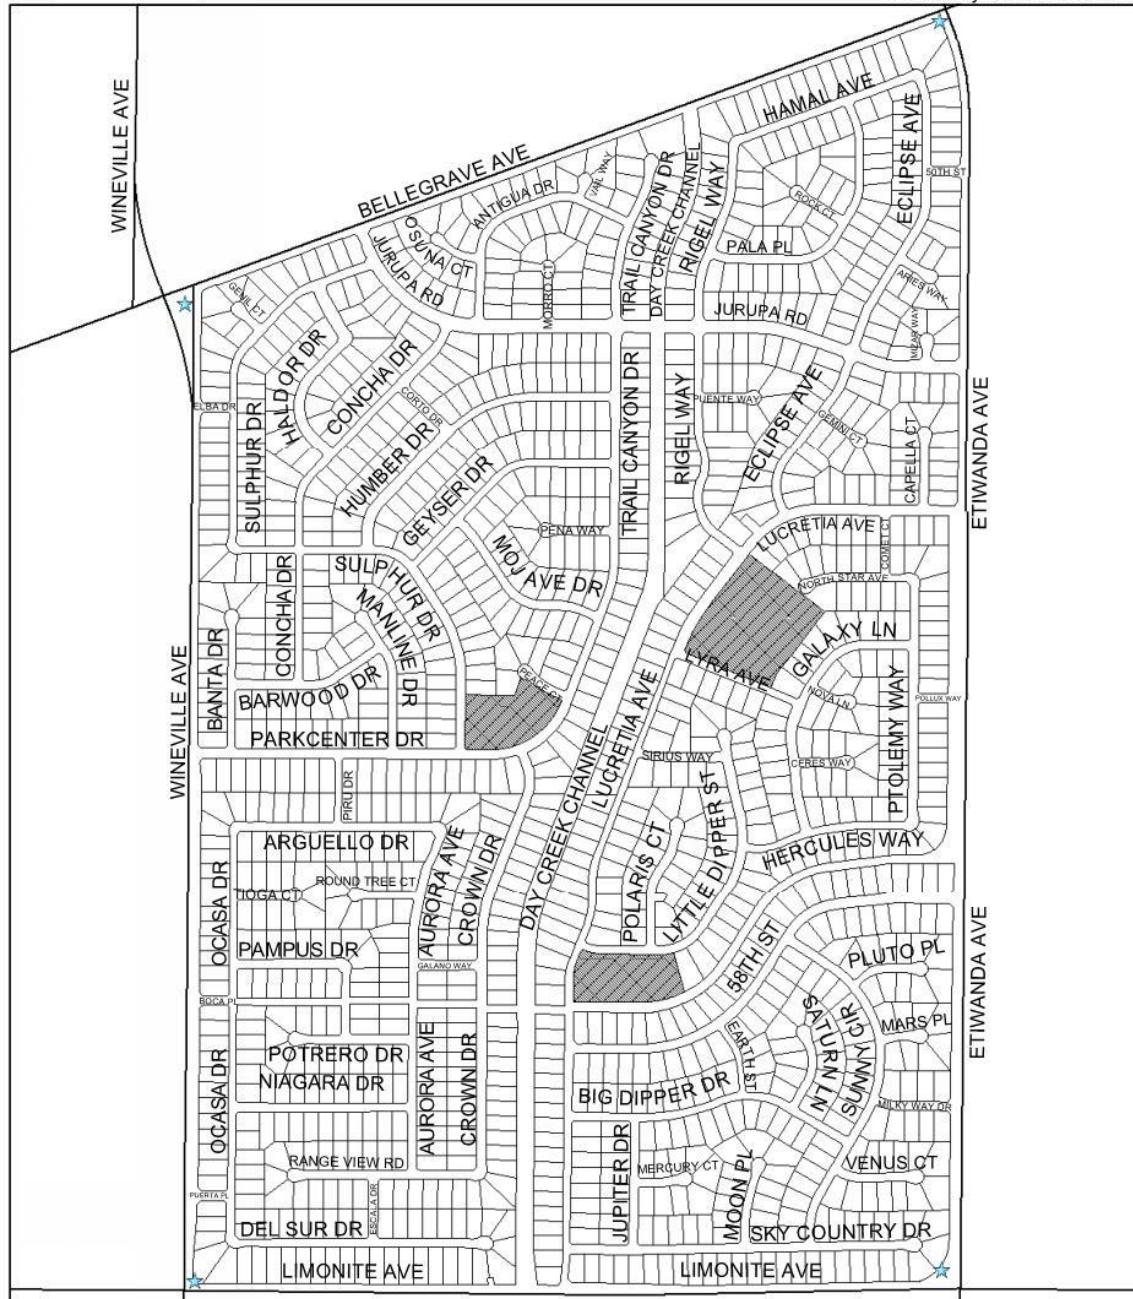 WINEVILLE AVE
BELLEGRAVE AVE
HAMAL AVE
ECLIPSE AVE
50TH ST
VAIL WAY
ANTIGUA DR
TRAIL CANYON DR
DAY CREEK CHANNEL
RIGEL WAY
ROCK CT
PALA PL
OSUNA CT
JURUPA RD
GENIL CT
MORRO CT
JURUPA RD
ARIES WAY
MIZAR WAY
HALDOR DR
CONCHA DR
CORTO DR
ELBA DR
SULPHUR DR
HUMBER DR
GEYSER DR
TRAIL CANYON DR
RIGEL WAY
PUENTE WAY
ECLIPSE AVE
GEMINI CT
CAPELLA CT
ETIWANDA AVE
PENA WAY
MOJAVE DR
LUCRETIA AVE
COMET CT
NORTH STAR AVE
SULPHUR DR
MANLINE DR
CONCHA DR
BANTA DR
WINEVILLE AVE
BARWOOD DR
PARKCENTER DR
PEACE CT
LYRA AVE
GALAXY LN
NOVA LN
PTOLEMY WAY
POLLUX WAY
CERES WAY
SIRIUS WAY
LUCRETIA AVE
DAY CREEK CHANNEL
PIRU DR
ARGUELLO DR
AURORA AVE
CROWN DR
POLARIS CT
LITTLE DIPPER ST
HERCULES WAY
OCASA DR
TIOGA CT
ROUND TREE CT
PAMPUS DR
GALANO WAY
58TH ST
PLUTO PL
ETIWANDA AVE
BOCA PL
POTRERO DR
NIAGARA DR
AURORA AVE
CROWN DR
EARTH ST
SATURN LN
SUNNY CIR
MARS PL
BIG DIPPER DR
MILKY WAY DR
OCASA DR
RANGE VIEW RD
JUPITER DR
MERCURY CT
MOON PL
VENUS CT
PUERTA PL
ESCALA DR
DEL SUR DR
SKY COUNTRY DR
LIMONITE AVE
LIMONITE AVE